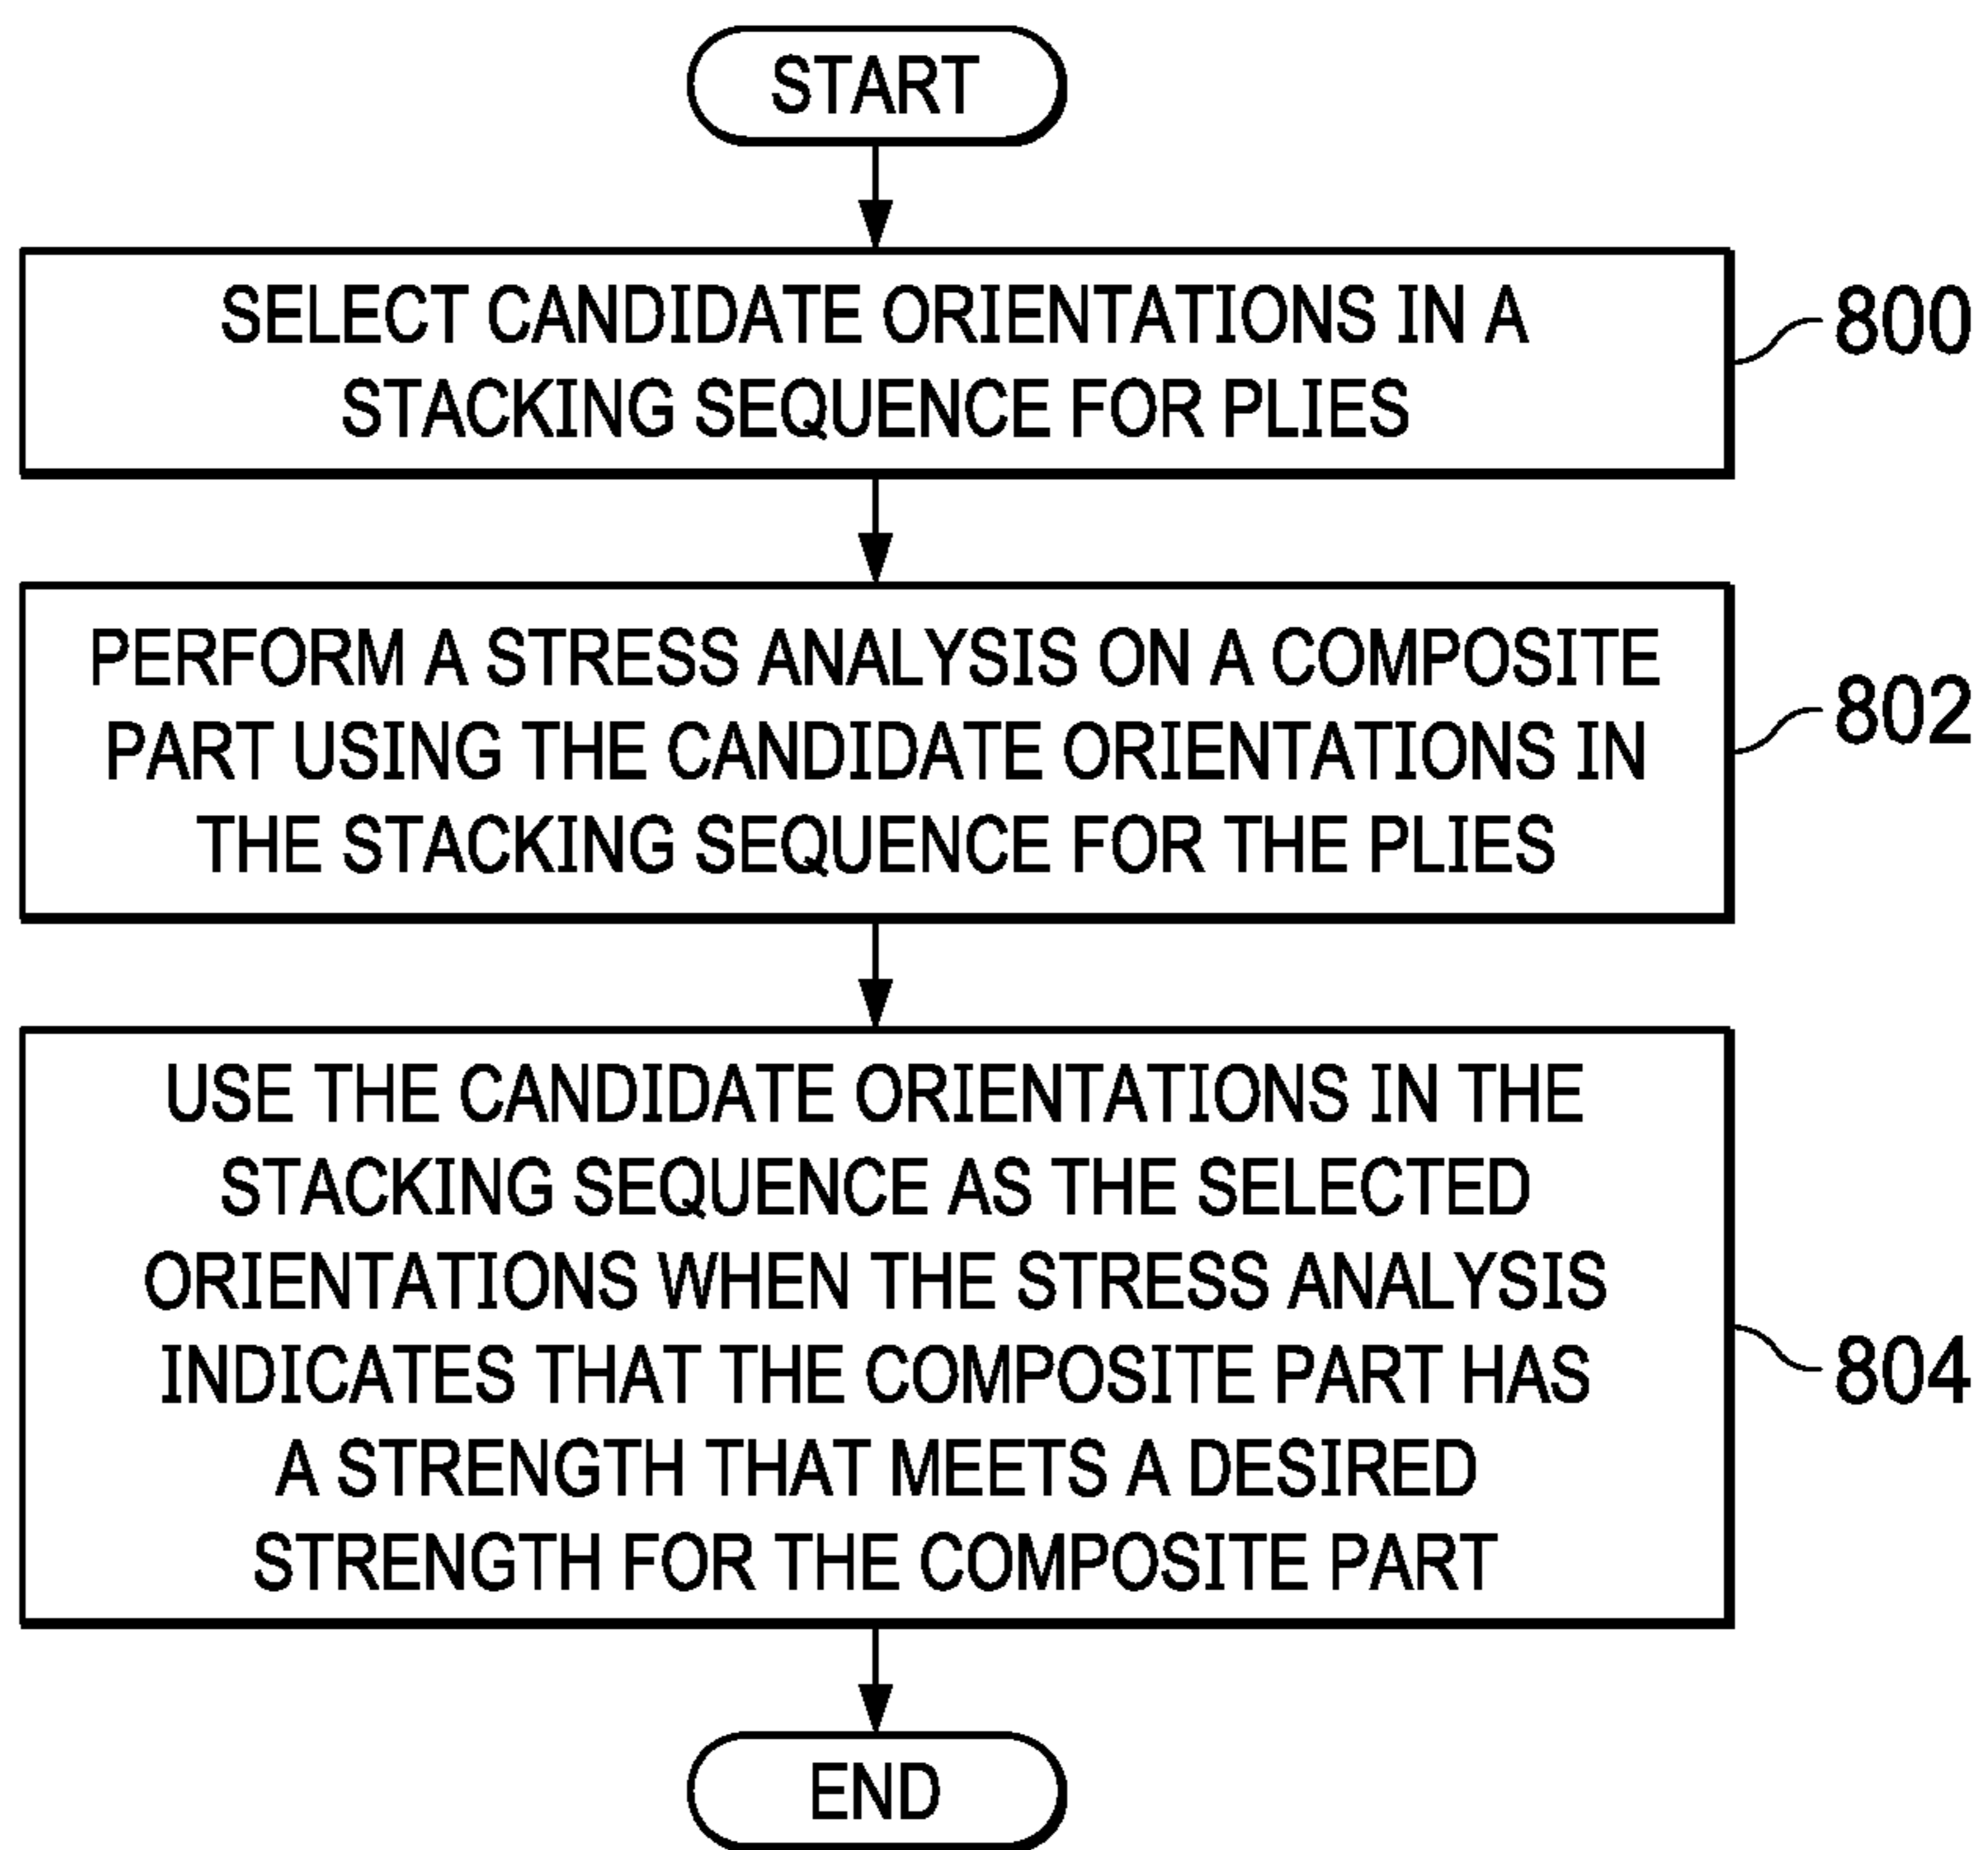 START
SELECT CANDIDATE ORIENTATIONS IN A
STACKING SEQUENCE FOR PLIES
800
PERFORM A STRESS ANALYSIS ON A COMPOSITE
PART USING THE CANDIDATE ORIENTATIONS IN
THE STACKING SEQUENCE FOR THE PLIES
802
USE THE CANDIDATE ORIENTATIONS IN THE
STACKING SEQUENCE AS THE SELECTED
ORIENTATIONS WHEN THE STRESS ANALYSIS
INDICATES THAT THE COMPOSITE PART HAS
A STRENGTH THAT MEETS A DESIRED
STRENGTH FOR THE COMPOSITE PART
804
END